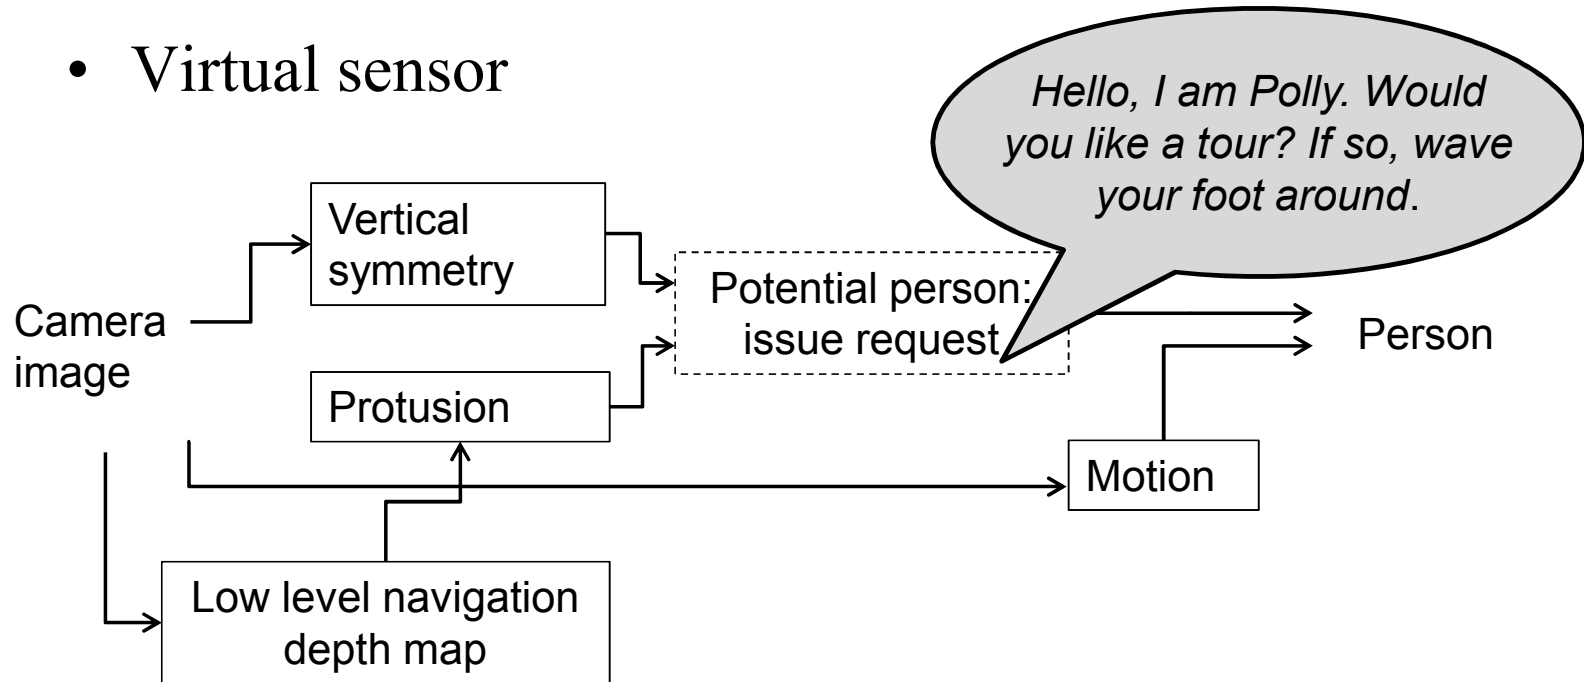 • Virtual sensor
Hello, I am Polly. Would
you like a tour? If so, wave
your foot around.
Vertical
symmetry
Potential person:
issue request
Camera
image
Person
Protusion
Motion
Low level navigation
depth map